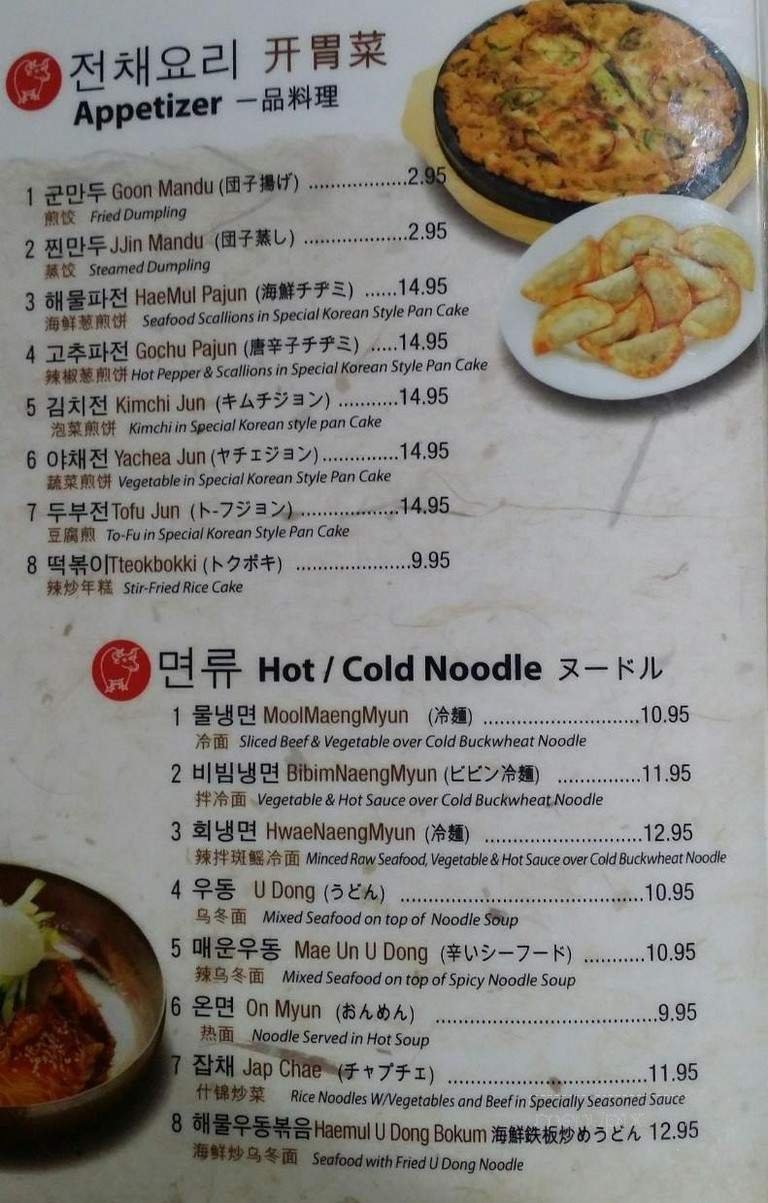 전채요리 开胃菜
Appetizer 一品料理
1 군만두 Goon Mandu (団子揚げ) ..................2.95
煎饺 Fried Dumpling
2 찐만두 JJin Mandu (団子蒸し) ...................2.95
蒸饺 Steamed Dumpling
3 해물파전 HaeMul Pajun (海鮮チヂミ) ......14.95
海鲜葱煎饼 Seafood Scallions in Special Korean Style Pan Cake
4 고추파전 Gochu Pajun (唐辛子チヂミ) .....14.95
辣椒葱煎饼 Hot Pepper & Scallions in Special Korean Style Pan Cake
5 김치전 Kimchi Jun (キムチジョン) ...........14.95
泡菜煎饼 Kimchi in Special Korean style pan Cake
6 야채전 Yachea Jun (ヤチェジョン)..............14.95
蔬菜煎饼 Vegetable in Special Korean Style Pan Cake
7 두부전 Tofu Jun (ト-フジョン) ..................14.95
豆腐煎 To-Fu in Special Korean Style Pan Cake
8 떡볶이 Tteokbokki (トクポキ) .....................9.95
辣炒年糕 Stir-Fried Rice Cake
면류 Hot / Cold Noodle ヌードル
1 물냉면 MoolMaengMyun (冷麺) ............................10.95
冷面 Sliced Beef & Vegetable over Cold Buckwheat Noodle
2 비빔냉면 BibimNaengMyun (ビビン冷麺) ...............11.95
拌冷面 Vegetable & Hot Sauce over Cold Buckwheat Noodle
3 회냉면 HwaeNaengMyun (冷麺) ............................12.95
辣拌斑鳐冷面 Minced Raw Seafood, Vegetable & Hot Sauce over Cold Buckwheat Noodle
4 우동 U Dong (うどん) ...........................................10.95
乌冬面 Mixed Seafood on top of Noodle Soup
5 매운우동 Mae Un U Dong (辛いシーフード) ...........10.95
辣乌冬面 Mixed Seafood on top of Spicy Noodle Soup
6 온면 On Myun (おんめん) .......................................9.95
热面 Noodle Served in Hot Soup
7 잡채 Jap Chae (チャプチェ) ...................................11.95
什锦炒菜 Rice Noodles W/Vegetables and Beef in Specially Seasoned Sauce
8 해물우동볶음 Haemul U Dong Bokum 海鮮鉄板炒めうどん 12.95
海鲜炒乌冬面 Seafood with Fried U Dong Noodle